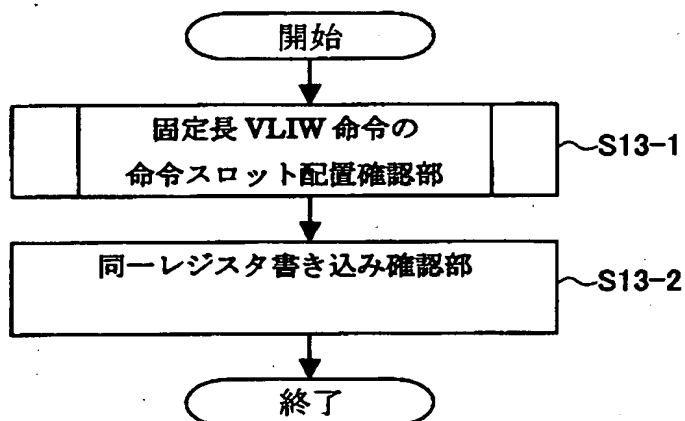 開始
固定長 VLIW 命令の
命令スロット配置確認部
S13-1
同一レジスタ書き込み確認部
S13-2
終了